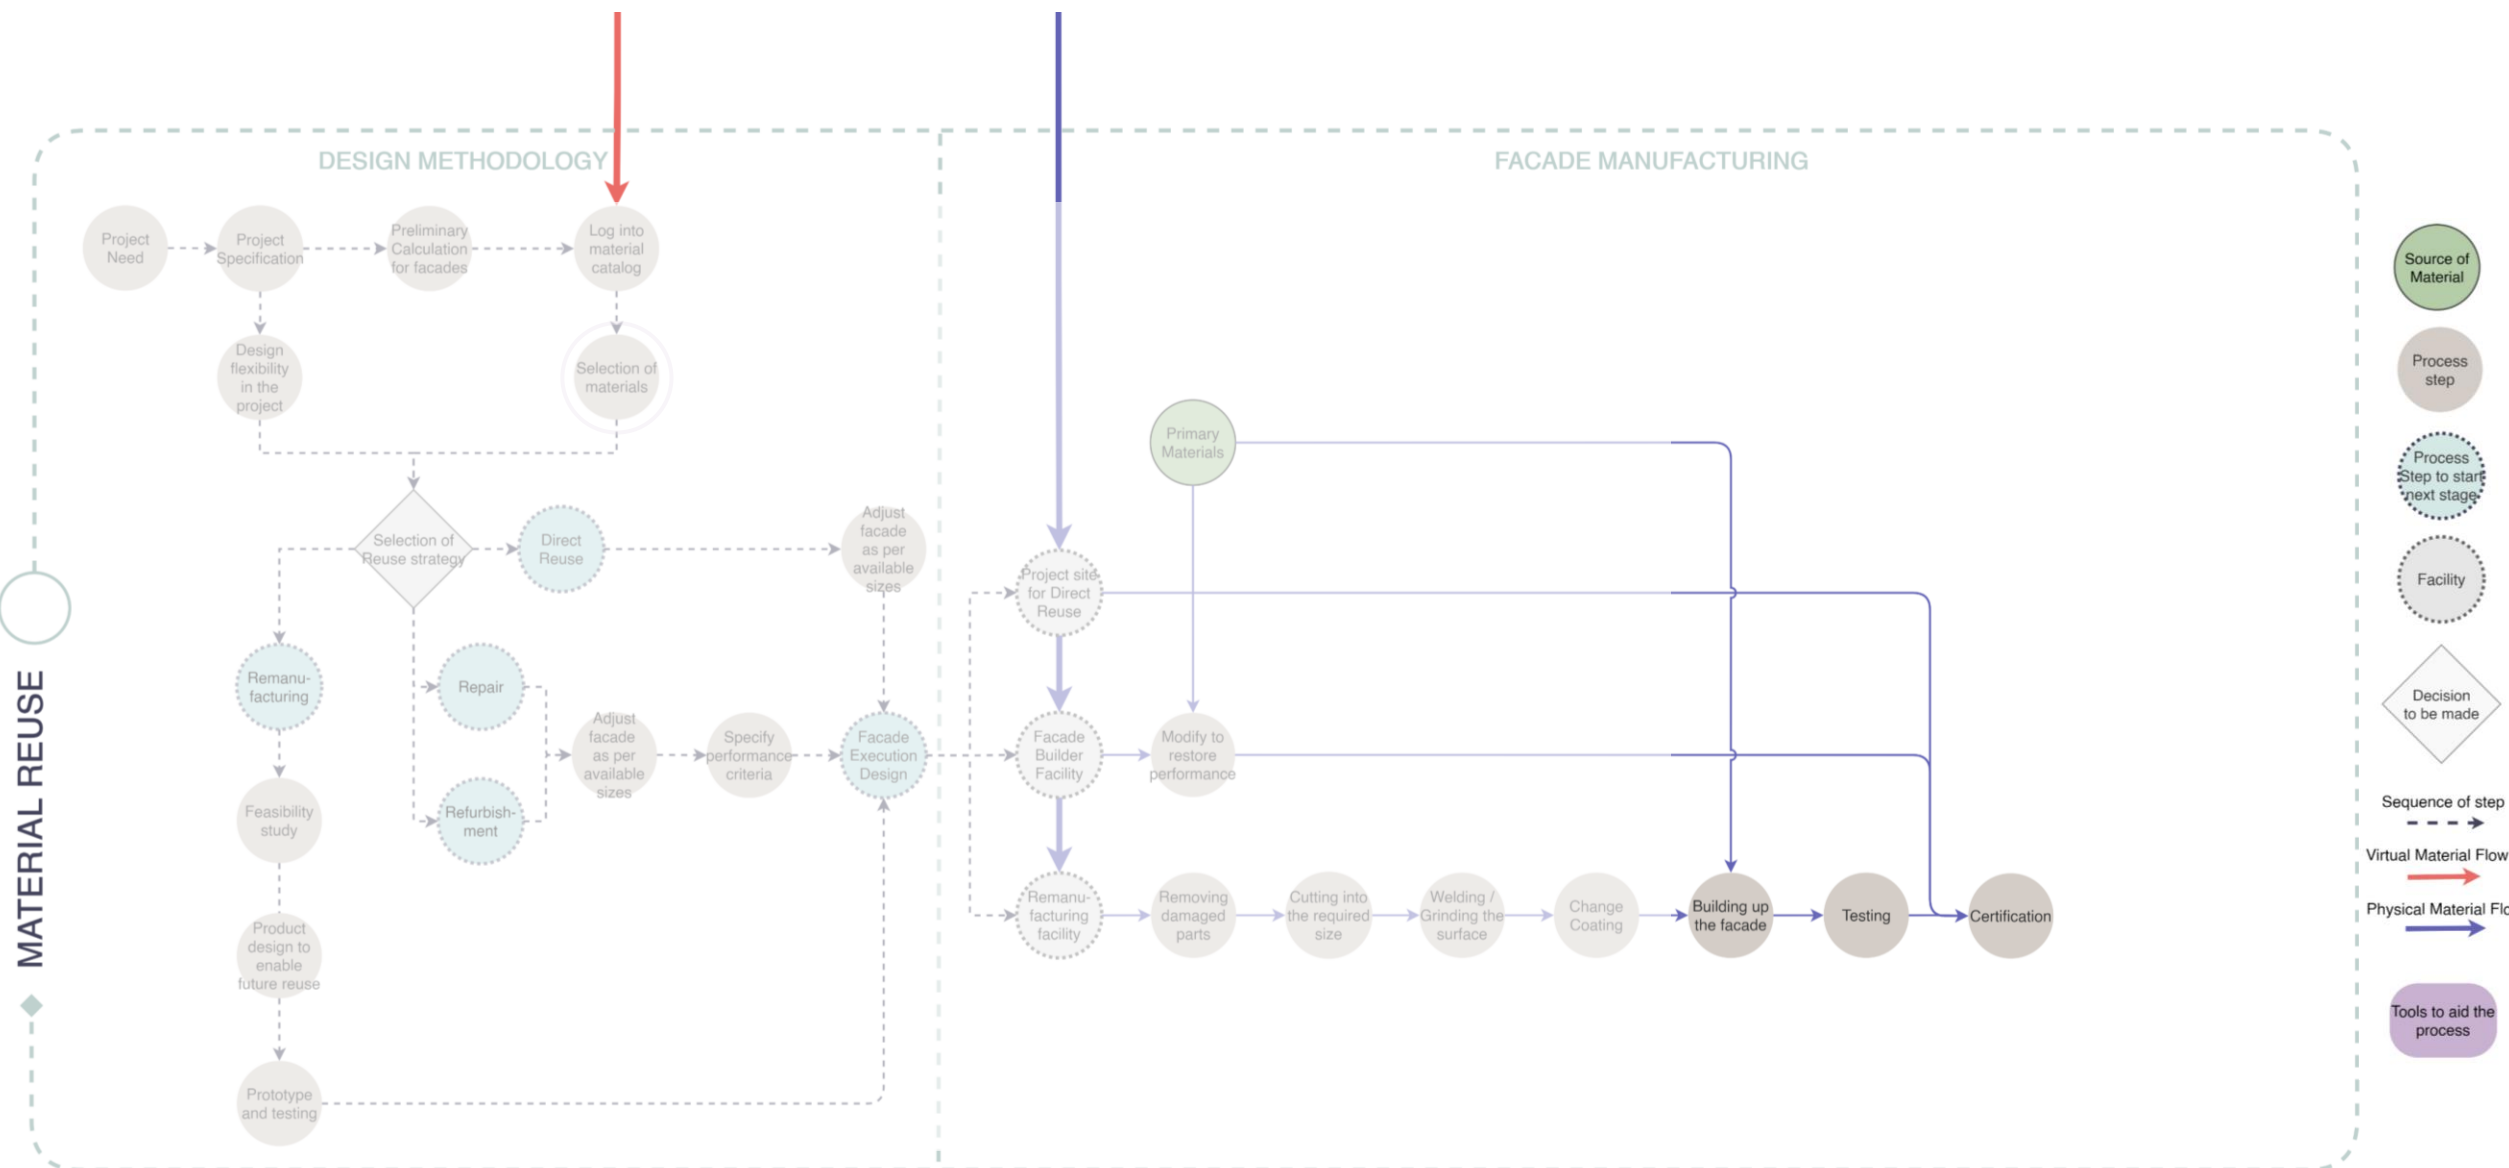 DESIGN METHODOLOGY
FACADE MANUFACTURING
Project
Need
Project
Specification
Preliminary
Calculation
for facades
Log into
material
catalog
Design
flexibility
in the
project
Selection of
materials
Selection of
Reuse strategy
Direct
Reuse
Adjust
facade
as per
available
sizes
Remanu-
facturing
Repair
Refurbish-
ment
Adjust
facade
as per
available
sizes
Specify
performance
criteria
Facade
Execution
Design
Feasibility
study
Product
design to
enable
future reuse
Prototype
and testing
Primary
Materials
Project site
for Direct
Reuse
Facade
Builder
Facility
Modify to
restore
performance
Remanu-
facturing
facility
Removing
damaged
parts
Cutting into
the required
size
Welding /
Grinding the
surface
Change
Coating
Building up
the facade
Testing
Certification
MATERIAL REUSE
Source of
Material
Process
step
Process
Step to start
next stage
Facility
Decision
to be made
Sequence of step
Virtual Material Flow
Physical Material Flo
Tools to aid the
process